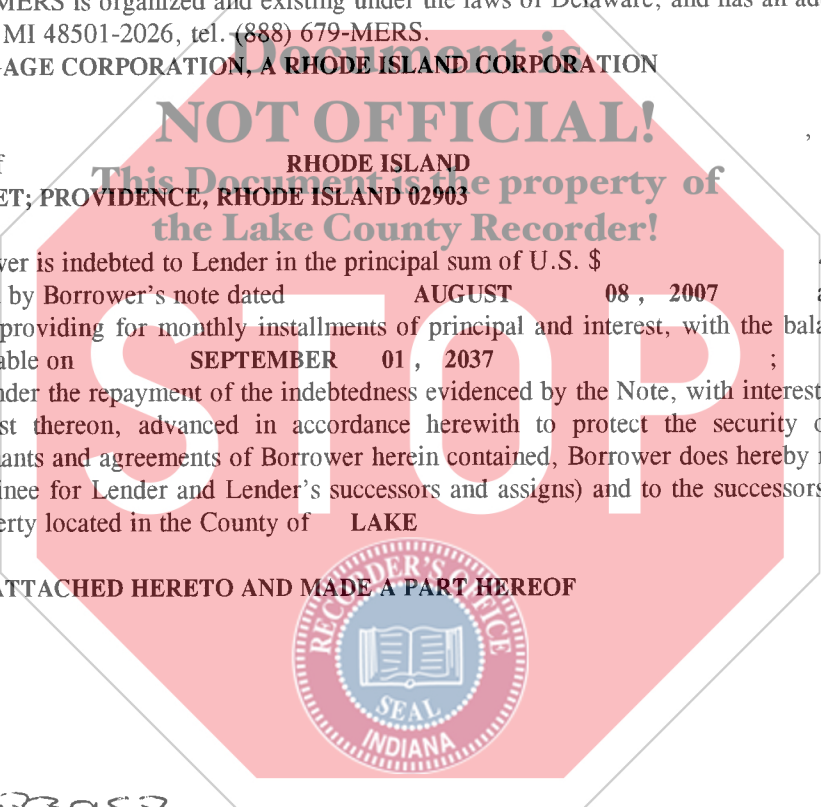 MERS is organized and existing under the laws of Delaware, and has an ad
MI 48501-2026, tel. (888) 679-MERS.
Document is
AGE CORPORATION, A RHODE ISLAND CORPORATION
NOT OFFICIAL!
,
RHODE ISLAND
This Document is the property of
ET; PROVIDENCE, RHODE ISLAND 02903
the Lake County Recorder!
ver is indebted to Lender in the principal sum of U.S. $
by Borrower's note dated AUGUST 08 , 2007 a
providing for monthly installments of principal and interest, with the bala
able on SEPTEMBER 01 , 2037 ;
STOP
nder the repayment of the indebtedness evidenced by the Note, with interest
st thereon, advanced in accordance herewith to protect the security o
ants and agreements of Borrower herein contained, Borrower does hereby
inee for Lender and Lender's successors and assigns) and to the successors
erty located in the County of LAKE
ATTACHED HERETO AND MADE A PART HEREOF
RECORDER'S OFFICE
SEAL
INDIANA